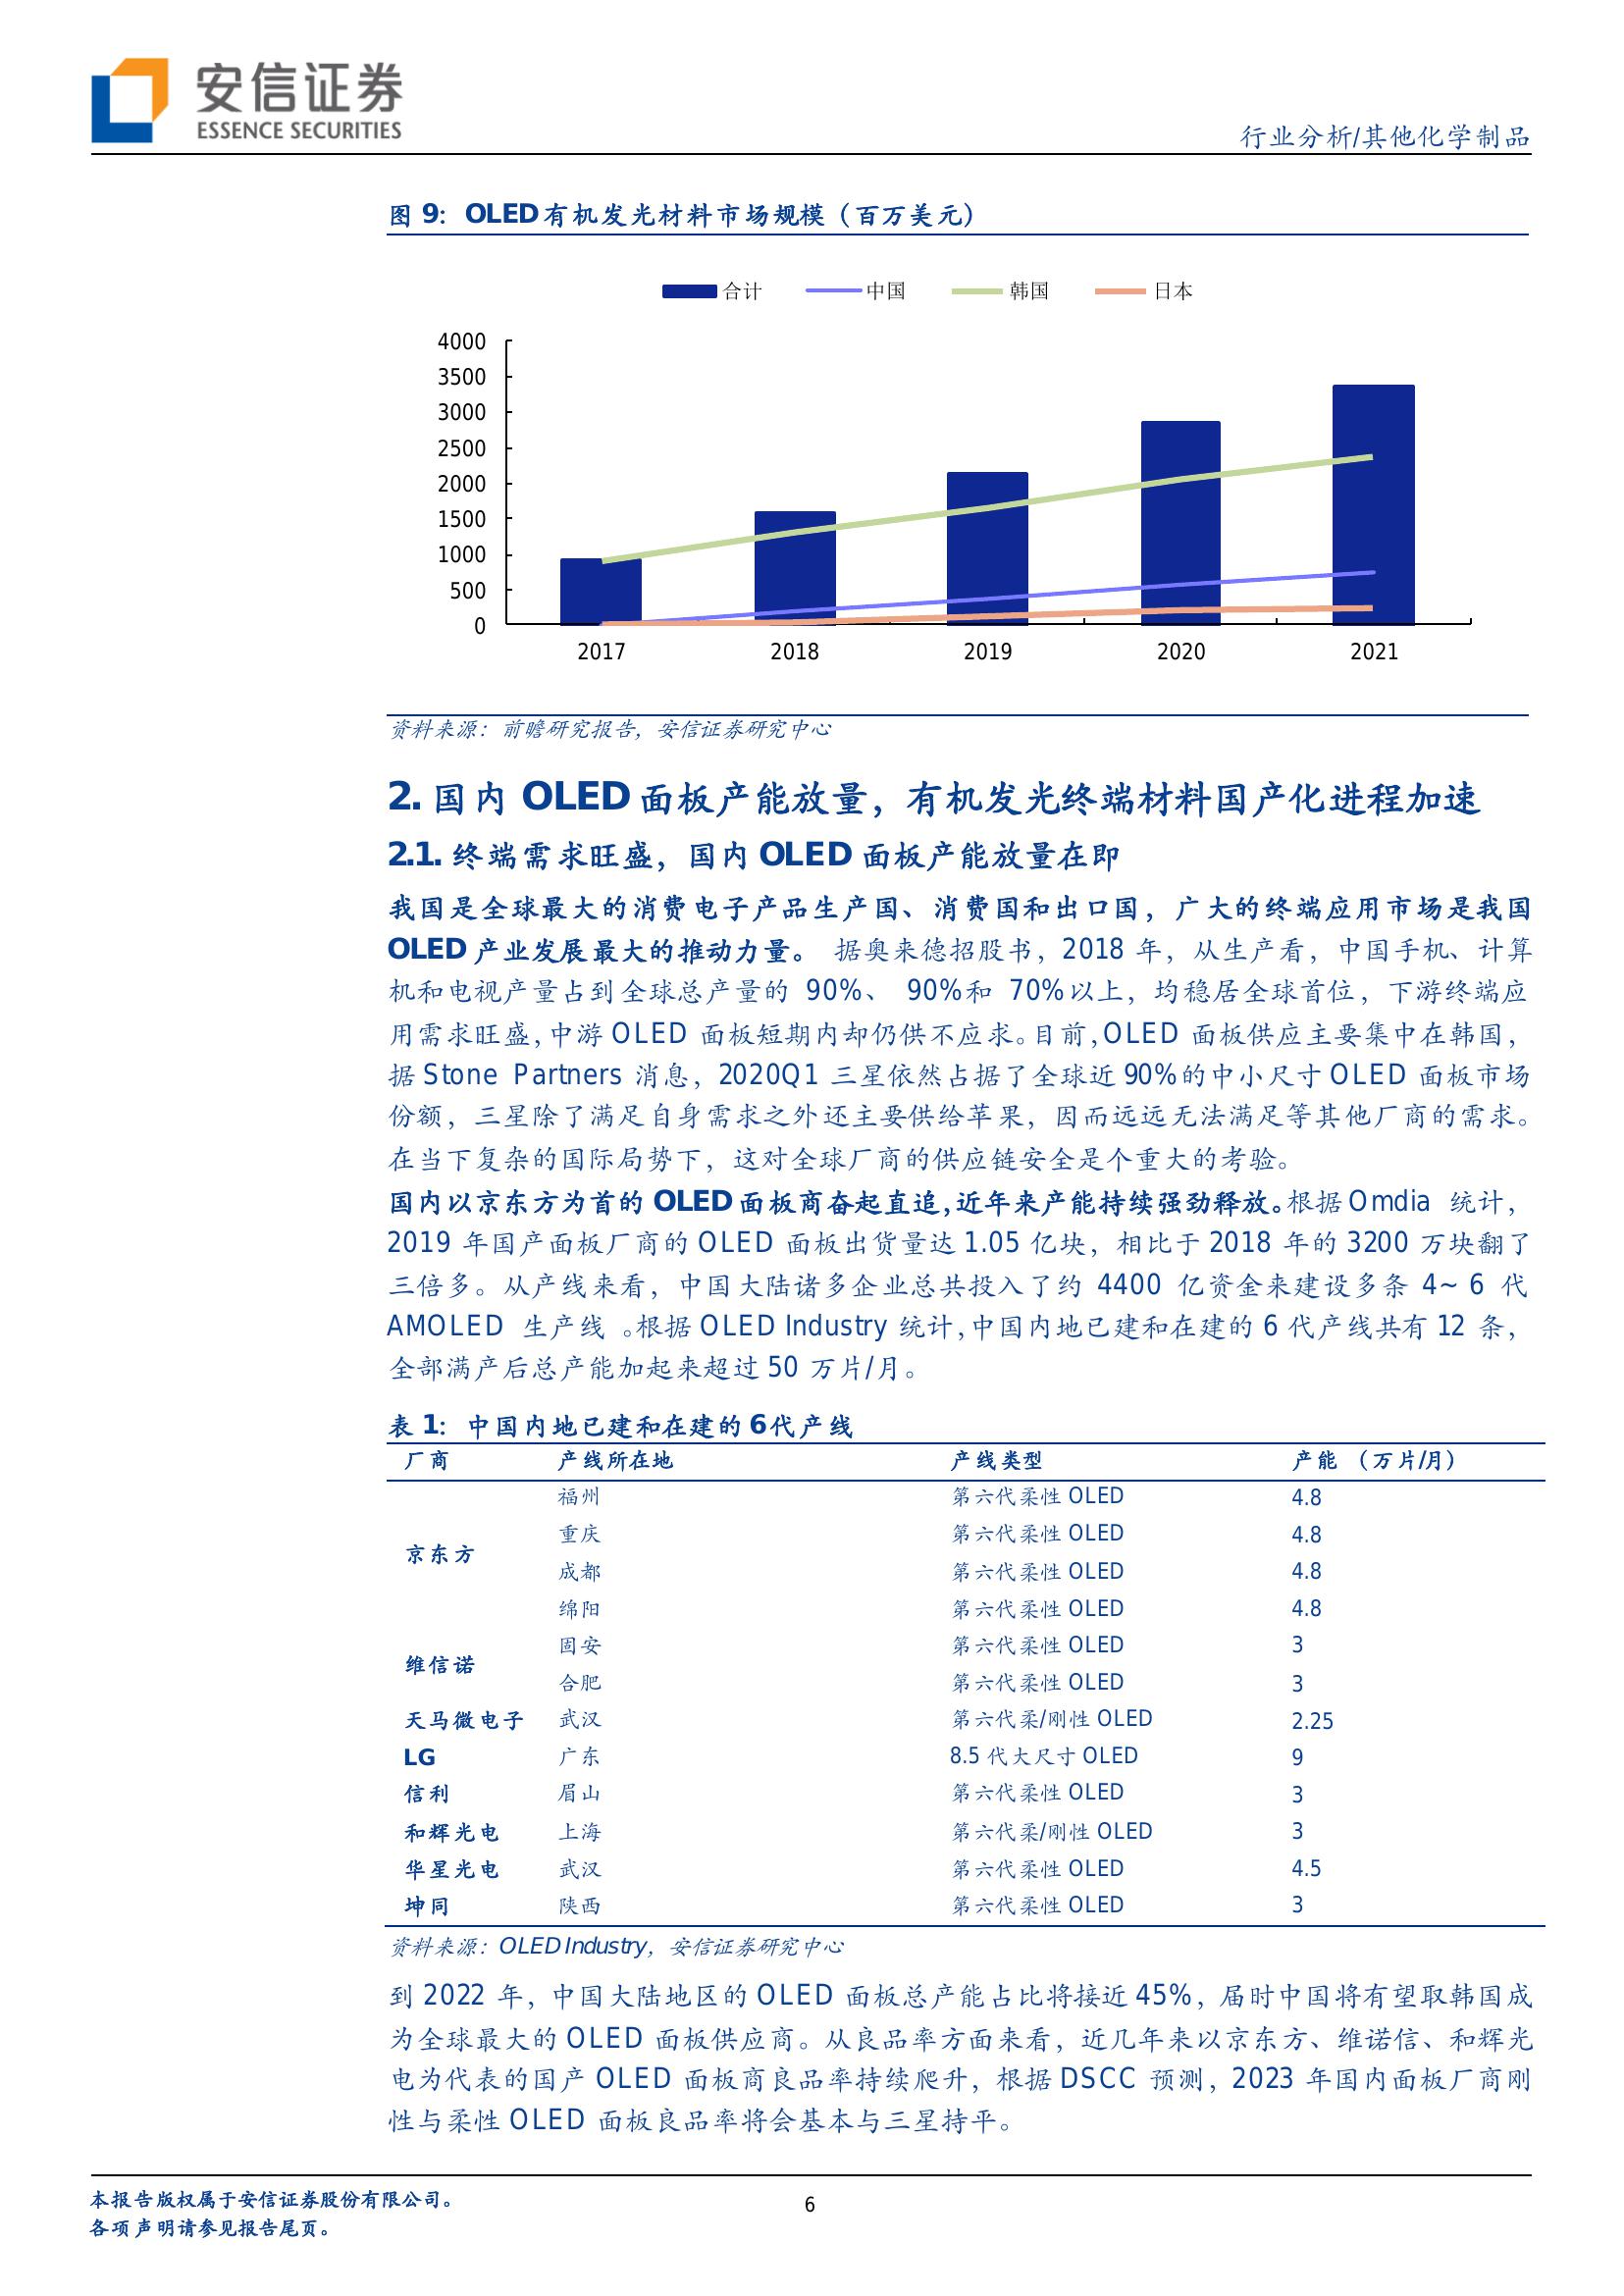 安信证券
ESSENCE SECURITIES
行业分析/其他化学制品
图 9：OLED有机发光材料市场规模（百万美元）
合计 中国 韩国 日本
4000
3500
3000
2500
2000
1500
1000
500
0
2017 2018 2019 2020 2021
资料来源：前瞻研究报告，安信证券研究中心
2. 国内 OLED 面板产能放量，有机发光终端材料国产化进程加速
2.1. 终端需求旺盛，国内 OLED 面板产能放量在即
我国是全球最大的消费电子产品生产国、消费国和出口国，广大的终端应用市场是我国
OLED 产业发展最大的推动力量。 据奥来德招股书，2018 年，从生产看，中国手机、计算
机和电视产量占到全球总产量的 90%、 90%和 70%以上，均稳居全球首位，下游终端应
用需求旺盛，中游 OLED 面板短期内却仍供不应求。目前，OLED 面板供应主要集中在韩国，
据 Stone Partners 消息，2020Q1 三星依然占据了全球近 90%的中小尺寸 OLED 面板市场
份额，三星除了满足自身需求之外还主要供给苹果，因而远远无法满足等其他厂商的需求。
在当下复杂的国际局势下，这对全球厂商的供应链安全是个重大的考验。
国内以京东方为首的 OLED 面板商奋起直追，近年来产能持续强劲释放。根据 Omdia 统计，
2019 年国产面板厂商的 OLED 面板出货量达 1.05 亿块，相比于 2018 年的 3200 万块翻了
三倍多。从产线来看，中国大陆诸多企业总共投入了约 4400 亿资金来建设多条 4~ 6 代
AMOLED 生产线 。根据 OLED Industry 统计，中国内地已建和在建的 6 代产线共有 12 条，
全部满产后总产能加起来超过 50 万片/月。
表 1：中国内地已建和在建的 6代产线
厂商 产线所在地 产线类型 产能 （万片/月）
福州 第六代柔性 OLED 4.8
重庆 第六代柔性 OLED 4.8
京东方
成都 第六代柔性 OLED 4.8
绵阳 第六代柔性 OLED 4.8
固安 第六代柔性 OLED 3
维信诺
合肥 第六代柔性 OLED 3
天马微电子 武汉 第六代柔/刚性 OLED 2.25
LG 广东 8.5 代大尺寸 OLED 9
信利 眉山 第六代柔性 OLED 3
和辉光电 上海 第六代柔/刚性 OLED 3
华星光电 武汉 第六代柔性 OLED 4.5
坤同 陕西 第六代柔性 OLED 3
资料来源：OLED Industry，安信证券研究中心
到 2022 年，中国大陆地区的 OLED 面板总产能占比将接近 45%，届时中国将有望取韩国成
为全球最大的 OLED 面板供应商。从良品率方面来看，近几年来以京东方、维诺信、和辉光
电为代表的国产 OLED 面板商良品率持续爬升，根据 DSCC 预测，2023 年国内面板厂商刚
性与柔性 OLED 面板良品率将会基本与三星持平。
本报告版权属于安信证券股份有限公司。
各项声明请参见报告尾页。
6